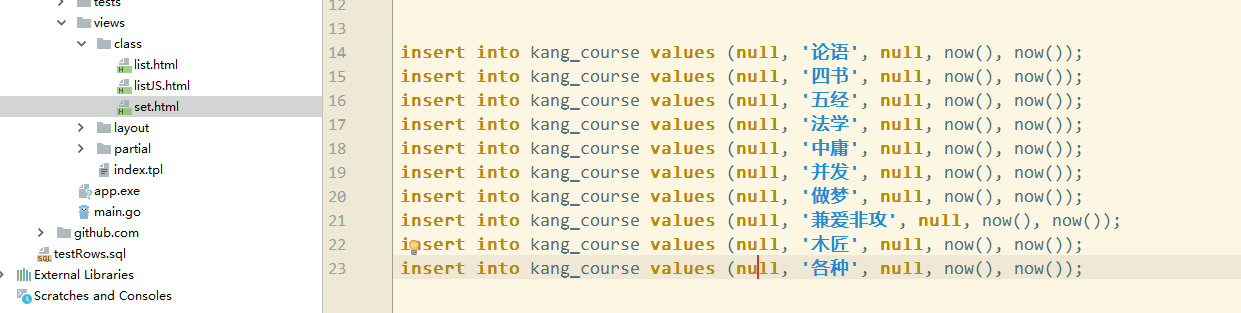 tests
views
class
list.html
listJS.html
set.html
layout
partial
index.tpl
app.exe
main.go
github.com
testRows.sql
External Libraries
Scratches and Consoles
12
13
14 insert into kang_course values (null, '论语', null, now(), now());
15 insert into kang_course values (null, '四书', null, now(), now());
16 insert into kang_course values (null, '五经', null, now(), now());
17 insert into kang_course values (null, '法学', null, now(), now());
18 insert into kang_course values (null, '中庸', null, now(), now());
19 insert into kang_course values (null, '并发', null, now(), now());
20 insert into kang_course values (null, '做梦', null, now(), now());
21 insert into kang_course values (null, '兼爱非攻', null, now(), now());
22 insert into kang_course values (null, '木匠', null, now(), now());
23 insert into kang_course values (null, '各种', null, now(), now());